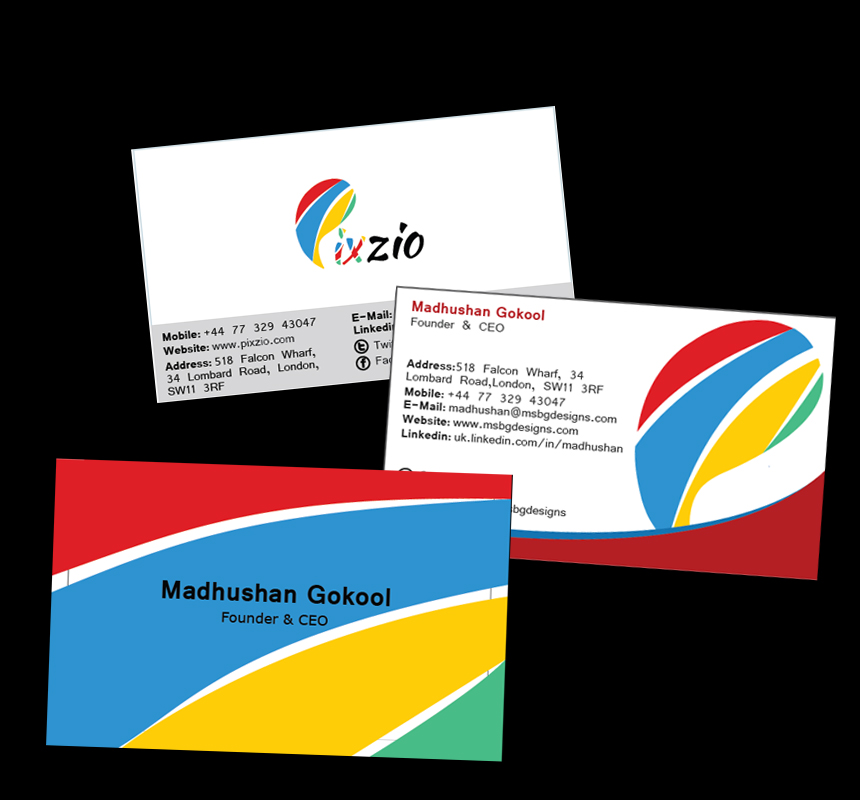 Pixzio
Mobile: +44 77 329 43047
Website: www.pixzio.com
Address: 518 Falcon Wharf,
34 Lombard Road, London,
SW11 3RF
E-Mail:
Linkedin
Madhushan Gokool
Founder & CEO
Address:518 Falcon Wharf, 34
Lombard Road,London, SW11 3RF
Mobile: +44 77 329 43047
E-Mail: madhushan@msbgdesigns.com
Website: www.msbgdesigns.com
Linkedin: uk.linkedin.com/in/madhushan
sbgdesigns
Madhushan Gokool
Founder & CEO